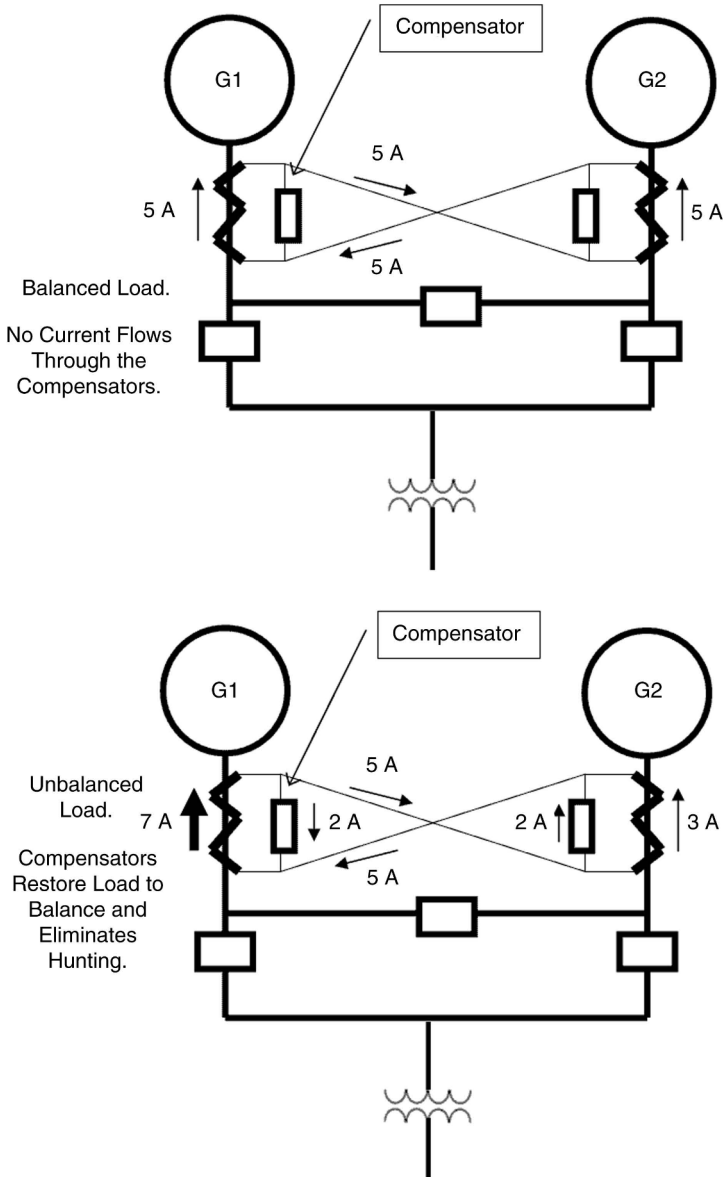 Compensator
G1
G2
5 A
5 A
5 A
5 A
Balanced Load.
No Current Flows
Through the
Compensators.
Compensator
G1
G2
Unbalanced
Load.
5 A
7 A
2 A
2 A
3 A
5 A
Compensators
Restore Load to
Balance and
Eliminates
Hunting.